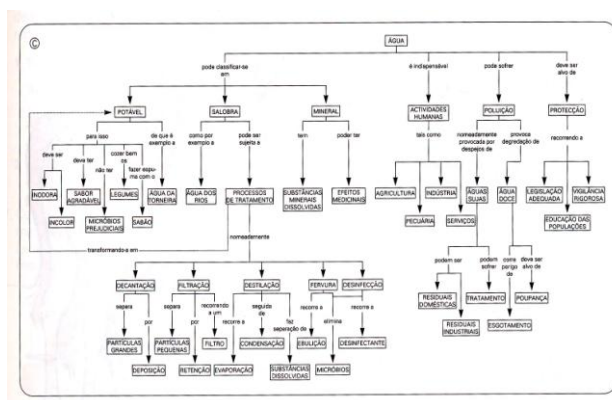 ©
ÁGUA
pode classificar-se
em
é indispensável
a
pode sofrer
deve ser
alvo de
POTÁVEL
SALOBRA
MINERAL
ACTIVIDADES
HUMANAS
POLUIÇÃO
PROTECÇÃO
para isso
de que é
exemplo a
como por
exemplo a
pode ser
sujeita a
tem
poder ter
tais como
nomeadamente
provocada por
despejos de
provoca
degradação de
recorrendo a
deve ser
deve ter
não ter
cozer bem
os
fazer espu-
ma com o
INODORA
INCOLOR
SABOR
AGRADÁVEL
MICRÓBIOS
PREJUDICIAIS
LEGUMES
SABÃO
ÁGUA DA
TORNEIRA
ÁGUA DOS
RIOS
PROCESSOS
DE TRATAMENTO
SUBSTÂNCIAS
MINERAIS
DISSOLVIDAS
EFEITOS
MEDICINAIS
AGRICULTURA
PECUÁRIA
INDÚSTRIA
SERVIÇOS
ÁGUAS
SUJAS
ÁGUA
DOCE
LEGISLAÇÃO
ADEQUADA
VIGILÂNCIA
RIGOROSA
EDUCAÇÃO DAS
POPULAÇÕES
transformando-a em
nomeadamente
podem ser
podem
sofrer
corre
perigo
de
deve ser
alvo de
RESIDUAIS
DOMÉSTICAS
RESIDUAIS
INDUSTRIAIS
TRATAMENTO
ESGOTAMENTO
POUPANÇA
DECANTAÇÃO
FILTRAÇÃO
DESTILAÇÃO
FERVURA
DESINFECÇÃO
separa
por
separa
por
recorrendo
a um
recorre a
seguida
de
faz
separação de
recorre a
elimina
recorre a
PARTÍCULAS
GRANDES
DEPOSIÇÃO
PARTÍCULAS
PEQUENAS
RETENÇÃO
FILTRO
EVAPORAÇÃO
CONDENSAÇÃO
SUBSTÂNCIAS
DISSOLVIDAS
EBULIÇÃO
MICRÓBIOS
DESINFECTANTE